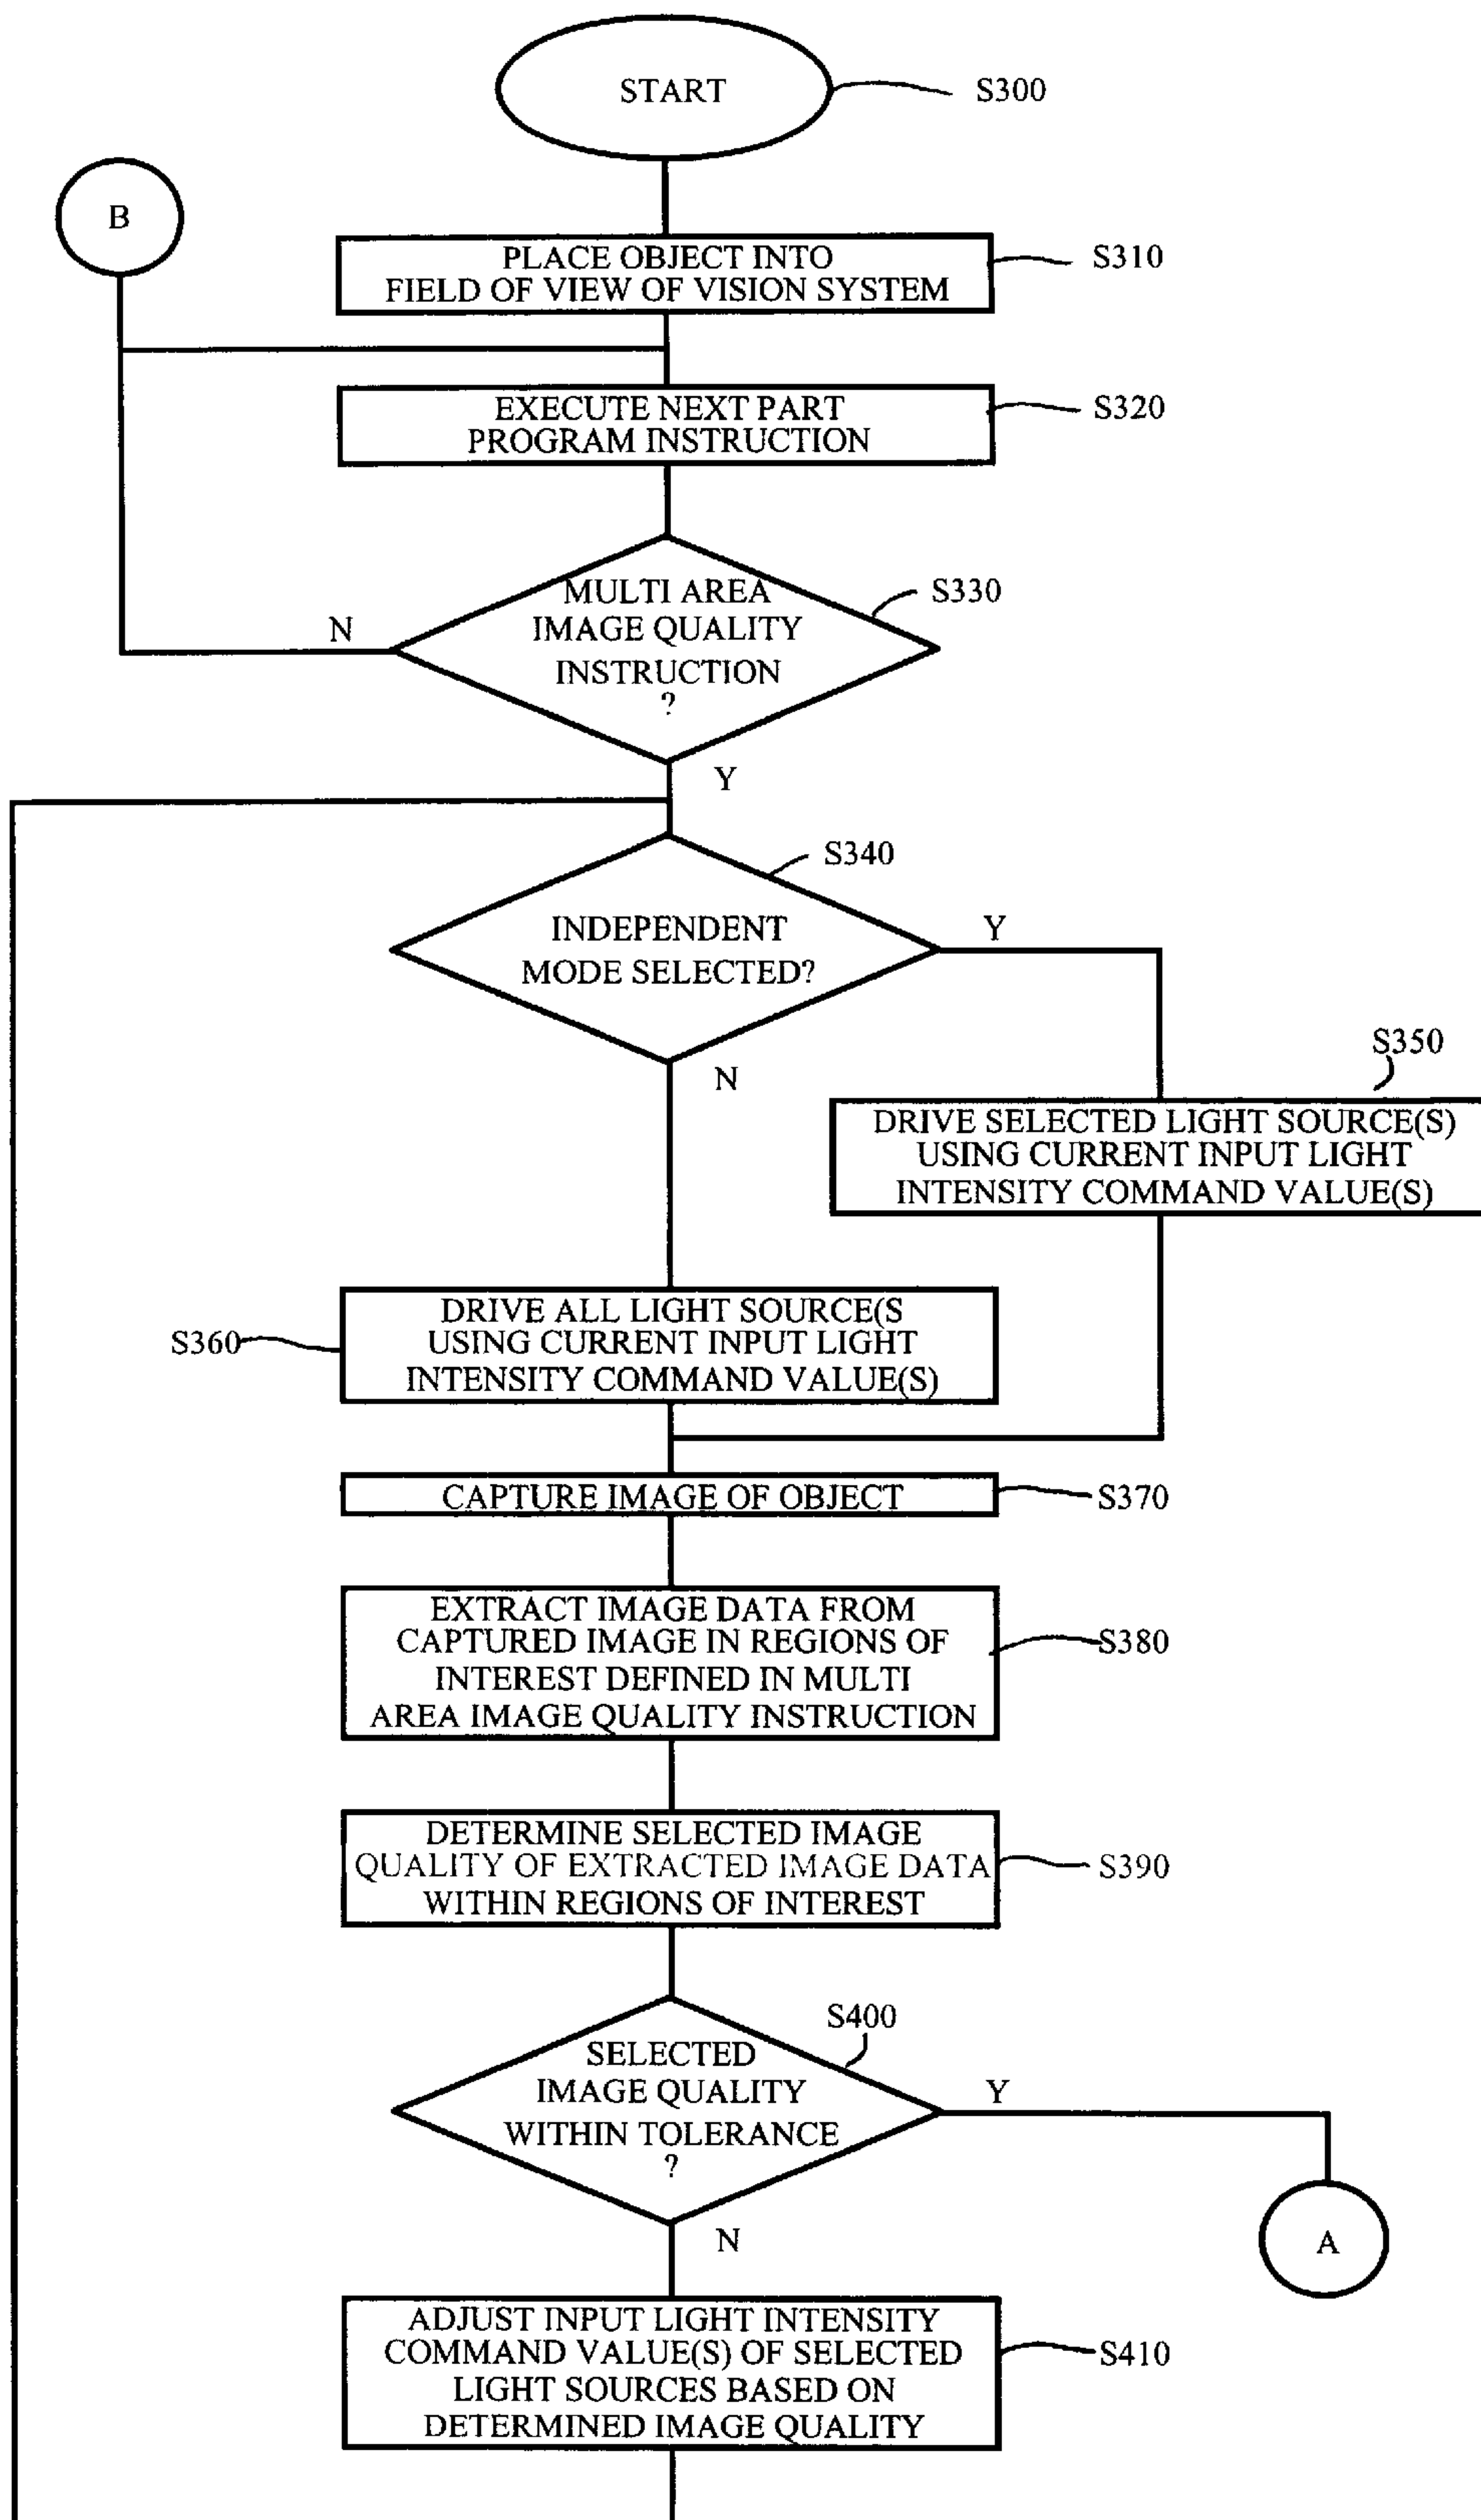 START
S300
B
PLACE OBJECT INTO
FIELD OF VIEW OF VISION SYSTEM
S310
EXECUTE NEXT PART
PROGRAM INSTRUCTION
S320
MULTI AREA
IMAGE QUALITY
INSTRUCTION
?
S330
N
Y
S340
INDEPENDENT
MODE SELECTED?
Y
N
S350
DRIVE SELECTED LIGHT SOURCE(S)
USING CURRENT INPUT LIGHT
INTENSITY COMMAND VALUE(S)
S360
DRIVE ALL LIGHT SOURCE(S
USING CURRENT INPUT LIGHT
INTENSITY COMMAND VALUE(S)
CAPTURE IMAGE OF OBJECT
S370
EXTRACT IMAGE DATA FROM
CAPTURED IMAGE IN REGIONS OF
INTEREST DEFINED IN MULTI
AREA IMAGE QUALITY INSTRUCTION
S380
DETERMINE SELECTED IMAGE
QUALITY OF EXTRACTED IMAGE DATA
WITHIN REGIONS OF INTEREST
S390
S400
SELECTED
IMAGE QUALITY
WITHIN TOLERANCE
?
Y
N
A
ADJUST INPUT LIGHT INTENSITY
COMMAND VALUE(S) OF SELECTED
LIGHT SOURCES BASED ON
DETERMINED IMAGE QUALITY
S410